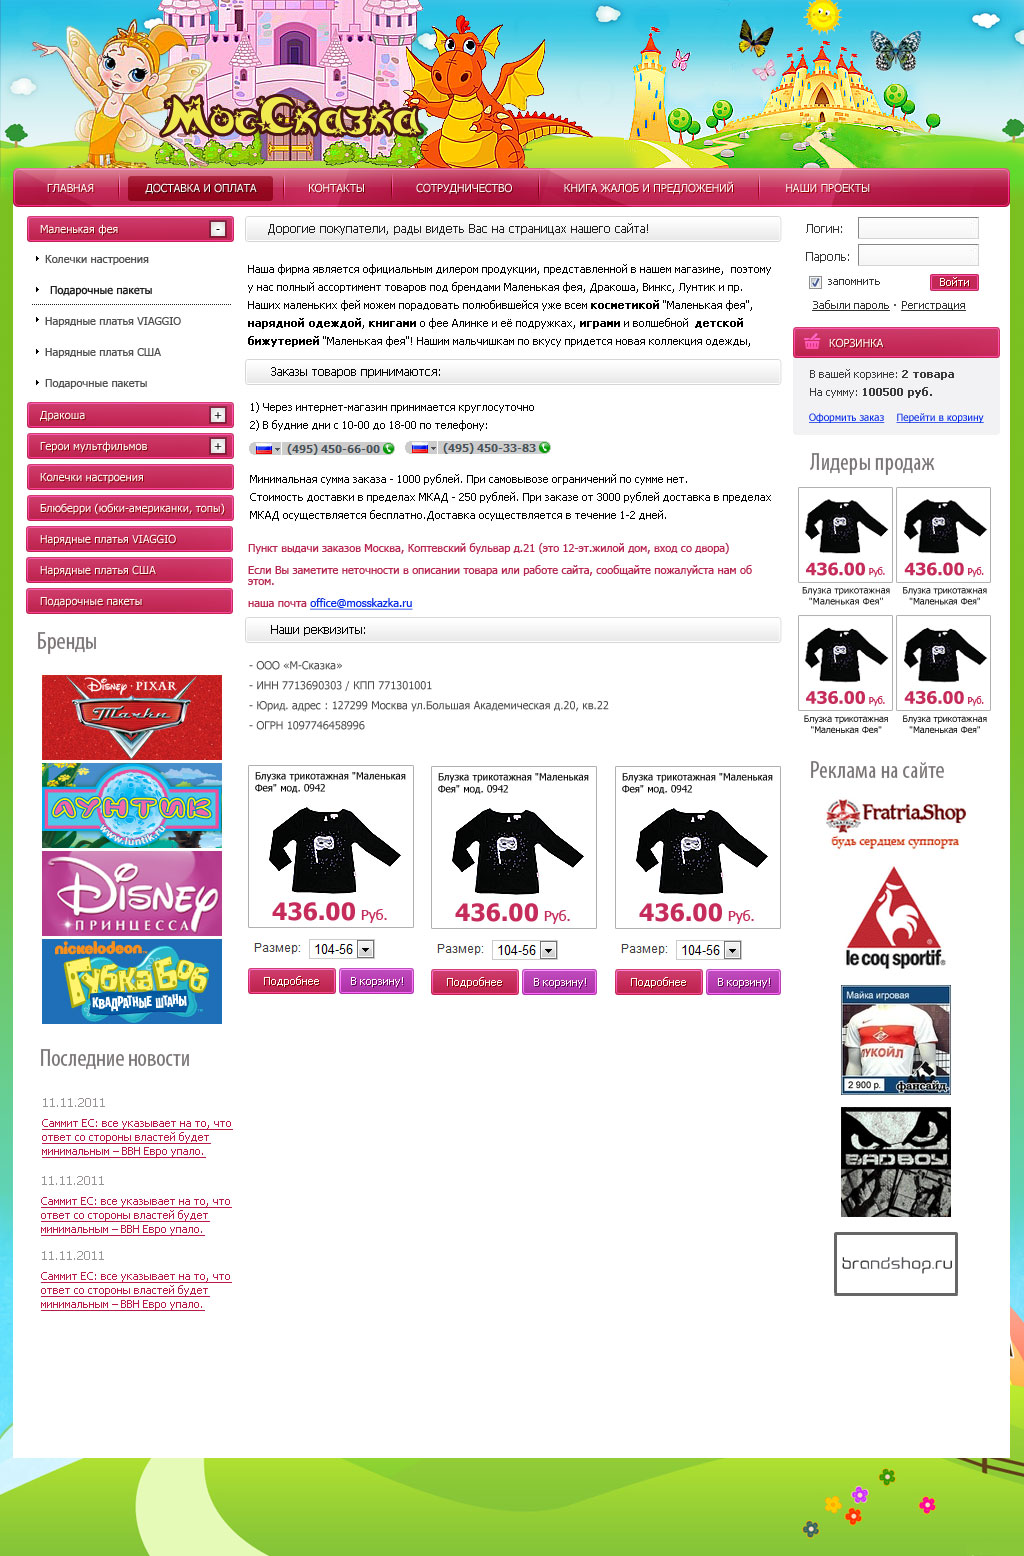 МосСказка
ГЛАВНАЯ
ДОСТАВКА И ОПЛАТА
КОНТАКТЫ
СОТРУДНИЧЕСТВО
КНИГА ЖАЛОБ И ПРЕДЛОЖЕНИЙ
НАШИ ПРОЕКТЫ
Маленькая фея -
Колечки настроения
Подарочные пакеты
Нарядные платья VIAGGIO
Нарядные платья США
Подарочные пакеты
Дракоша +
Герои мультфильмов +
Колечки настроения
Блюберри (юбки-американки, топы)
Нарядные платья VIAGGIO
Нарядные платья США
Подарочные пакеты
Бренды
DISNEY · PIXAR
Тачки
ЛУНТИК
www.luntik.ru
Disney
ПРИНЦЕССА
nickelodeon
Губка Боб
КВАДРАТНЫЕ ШТАНЫ
Последние новости
11.11.2011
Саммит ЕС: все указывает на то, что
ответ со стороны властей будет
минимальным – ВВН Евро упало.
11.11.2011
Саммит ЕС: все указывает на то, что
ответ со стороны властей будет
минимальным – ВВН Евро упало.
11.11.2011
Саммит ЕС: все указывает на то, что
ответ со стороны властей будет
минимальным – ВВН Евро упало.
Дорогие покупатели, рады видеть Вас на страницах нашего сайта!
Наша фирма является официальным дилером продукции, представленной в нашем магазине, поэтому
у нас полный ассортимент товаров под брендами Маленькая фея, Дракоша, Винкс, Лунтик и пр.
Наших маленьких фей можем порадовать полюбившейся уже всем косметикой "Маленькая фея",
нарядной одеждой, книгами о фее Алинке и её подружках, играми и волшебной детской
бижутерией "Маленькая фея"! Нашим мальчишкам по вкусу придется новая коллекция одежды,
Заказы товаров принимаются:
1) Через интернет-магазин принимается круглосуточно
2) В будние дни с 10-00 до 18-00 по телефону:
(495) 450-66-00 (495) 450-33-83
Минимальная сумма заказа - 1000 рублей. При самовывозе ограничений по сумме нет.
Стоимость доставки в пределах МКАД - 250 рублей. При заказе от 3000 рублей доставка в пределах
МКАД осуществляется бесплатно.Доставка осуществляется в течение 1-2 дней.
Пункт выдачи заказов Москва, Коптевский бульвар д.21 (это 12-эт.жилой дом, вход со двора)
Если Вы заметите неточности в описании товара или работе сайта, сообщайте пожалуйста нам об
этом.
наша почта office@mosskazka.ru
Наши реквизиты:
- ООО «М-Сказка»
- ИНН 7713690303 / КПП 771301001
- Юрид. адрес : 127299 Москва ул.Большая Академическая д.20, кв.22
- ОГРН 1097746458996
Блузка трикотажная "Маленькая
Фея" мод. 0942
436.00 Руб.
Размер: 104-56
Подробнее В корзину!
Блузка трикотажная "Маленькая
Фея" мод. 0942
436.00 Руб.
Размер: 104-56
Подробнее В корзину!
Блузка трикотажная "Маленькая
Фея" мод. 0942
436.00 Руб.
Размер: 104-56
Подробнее В корзину!
Логин:
Пароль:
запомнить Войти
Забыли пароль · Регистрация
КОРЗИНКА
В вашей корзине: 2 товара
На сумму: 100500 руб.
Оформить заказ Перейти в корзину
Лидеры продаж
436.00 Руб.
Блузка трикотажная
"Маленькая Фея"
436.00 Руб.
Блузка трикотажная
"Маленькая Фея"
436.00 Руб.
Блузка трикотажная
"Маленькая Фея"
436.00 Руб.
Блузка трикотажная
"Маленькая Фея"
Реклама на сайте
FratriaShop
будь сердцем суппорта
le coq sportif
Майка игровая
ЛУКОЙЛ
2 900 р.
фансайд
BAD BOY
brandshop.ru